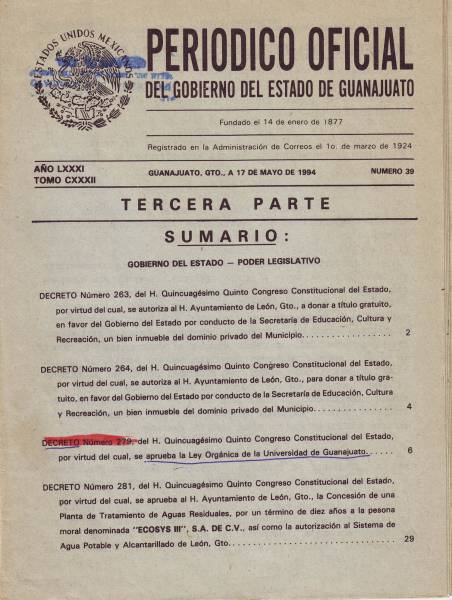 ESTADOS UNIDOS MEXICANOS
PERIODICO OFICIAL
DEL GOBIERNO DEL ESTADO DE GUANAJUATO
Fundado el 14 de enero de 1877
Registrado en la Administración de Correos el 1o. de marzo de 1924
AÑO LXXXI
TOMO CXXXII
GUANAJUATO, GTO., A 17 DE MAYO DE 1994
NUMERO 39
TERCERA PARTE
SUMARIO:
GOBIERNO DEL ESTADO — PODER LEGISLATIVO
DECRETO Número 263, del H. Quincuagésimo Quinto Congreso Constitucional del Estado,
por virtud del cual, se autoriza al H. Ayuntamiento de León, Gto., a donar a título gratuito,
en favor del Gobierno del Estado por conducto de la Secretaría de Educación, Cultura y
Recreación, un bien inmueble del dominio privado del Municipio. . . . . . . . . . . . . . . . . 2
DECRETO Número 264, del H. Quincuagésimo Quinto Congreso Constitucional del Estado,
por virtud del cual, se autoriza al H. Ayuntamiento de León, Gto., para donar a título gra-
tuito, en favor del Gobierno del Estado por conducto de la Secretaría de Educación, Cultura
y Recreación, un bien inmueble del dominio privado del Municipio. . . . . . . . . . . . . . . 4
DECRETO Número 279, del H. Quincuagésimo Quinto Congreso Constitucional del Estado,
por virtud del cual, se aprueba la Ley Orgánica de la Universidad de Guanajuato. . . . . . 6
DECRETO Número 281, del H. Quincuagésimo Quinto Congreso Constitucional del Estado,
por virtud del cual, se aprueba al H. Ayuntamiento de León, Gto., la Concesión de una
Planta de Tratamiento de Aguas Residuales, por un término de diez años a la pesona
moral denominada "ECOSYS III", S.A. DE C.V., así como la autorización al Sistema de
Agua Potable y Alcantarillado de León, Gto. . . . . . . . . . . . . . . . . . . . . . . . . . . . . 29